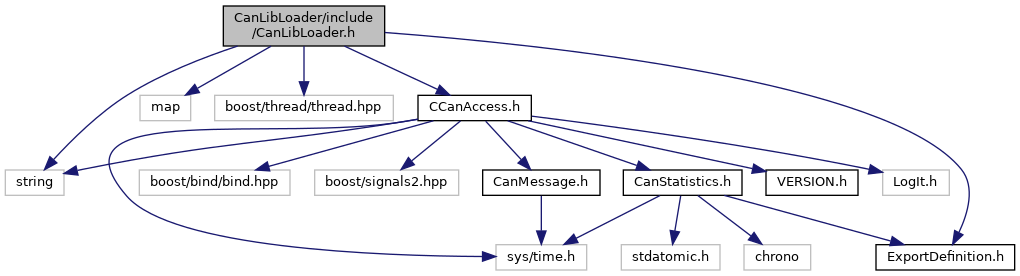 CanLibLoader/include
/CanLibLoader.h
map
boost/thread/thread.hpp
CCanAccess.h
string
boost/bind/bind.hpp
boost/signals2.hpp
CanMessage.h
CanStatistics.h
VERSION.h
LogIt.h
sys/time.h
stdatomic.h
chrono
ExportDefinition.h